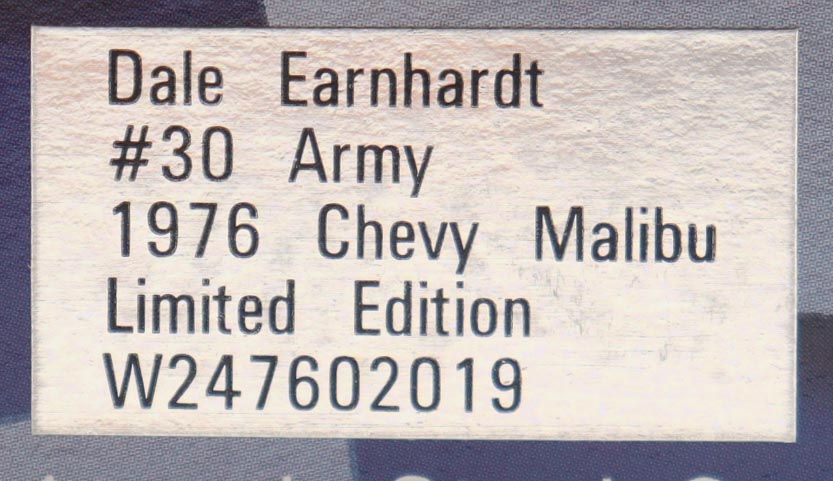 Dale Earnhardt
#30 Army
1976 Chevy Malibu
Limited Edition
W247602019